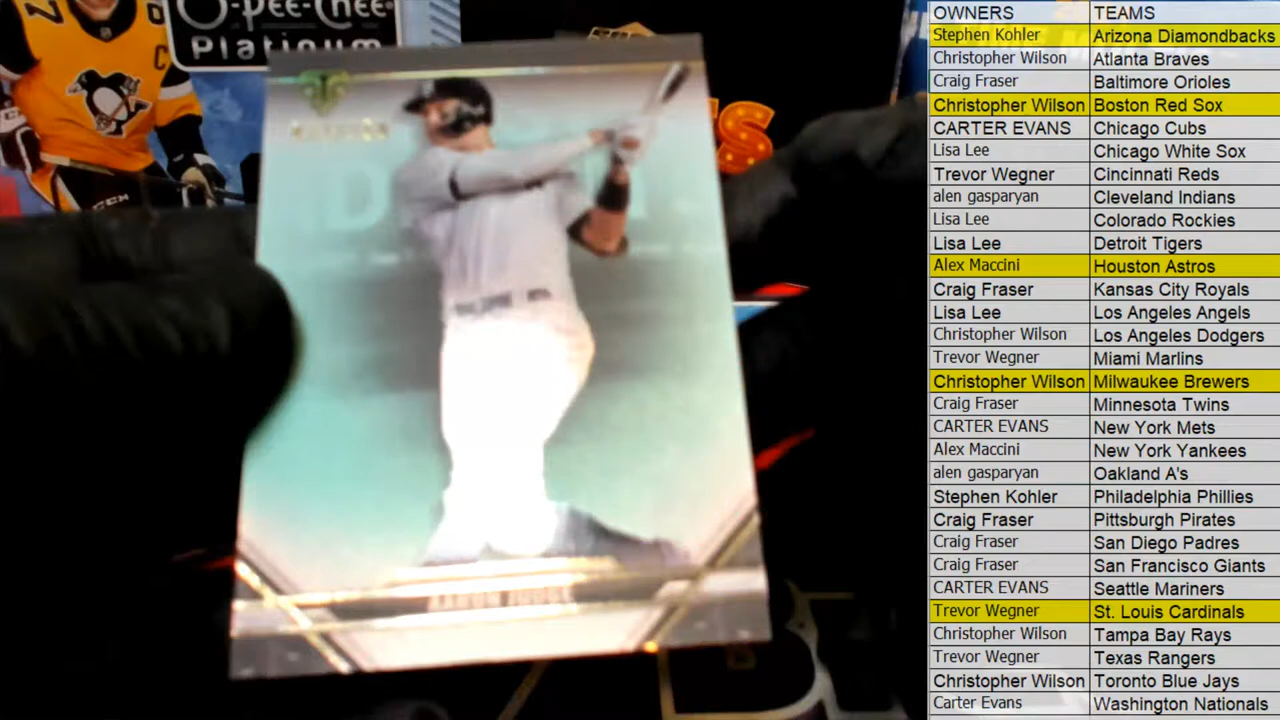 O-Pee-Chee
Platinum
CCM
AARON JUDGE
OWNERS TEAMS
Stephen Kohler Arizona Diamondbacks
Christopher Wilson Atlanta Braves
Craig Fraser Baltimore Orioles
Christopher Wilson Boston Red Sox
CARTER EVANS Chicago Cubs
Lisa Lee Chicago White Sox
Trevor Wegner Cincinnati Reds
alen gasparyan Cleveland Indians
Lisa Lee Colorado Rockies
Lisa Lee Detroit Tigers
Alex Maccini Houston Astros
Craig Fraser Kansas City Royals
Lisa Lee Los Angeles Angels
Christopher Wilson Los Angeles Dodgers
Trevor Wegner Miami Marlins
Christopher Wilson Milwaukee Brewers
Craig Fraser Minnesota Twins
CARTER EVANS New York Mets
Alex Maccini New York Yankees
alen gasparyan Oakland A's
Stephen Kohler Philadelphia Phillies
Craig Fraser Pittsburgh Pirates
Craig Fraser San Diego Padres
Craig Fraser San Francisco Giants
CARTER EVANS Seattle Mariners
Trevor Wegner St. Louis Cardinals
Christopher Wilson Tampa Bay Rays
Trevor Wegner Texas Rangers
Christopher Wilson Toronto Blue Jays
Carter Evans Washington Nationals